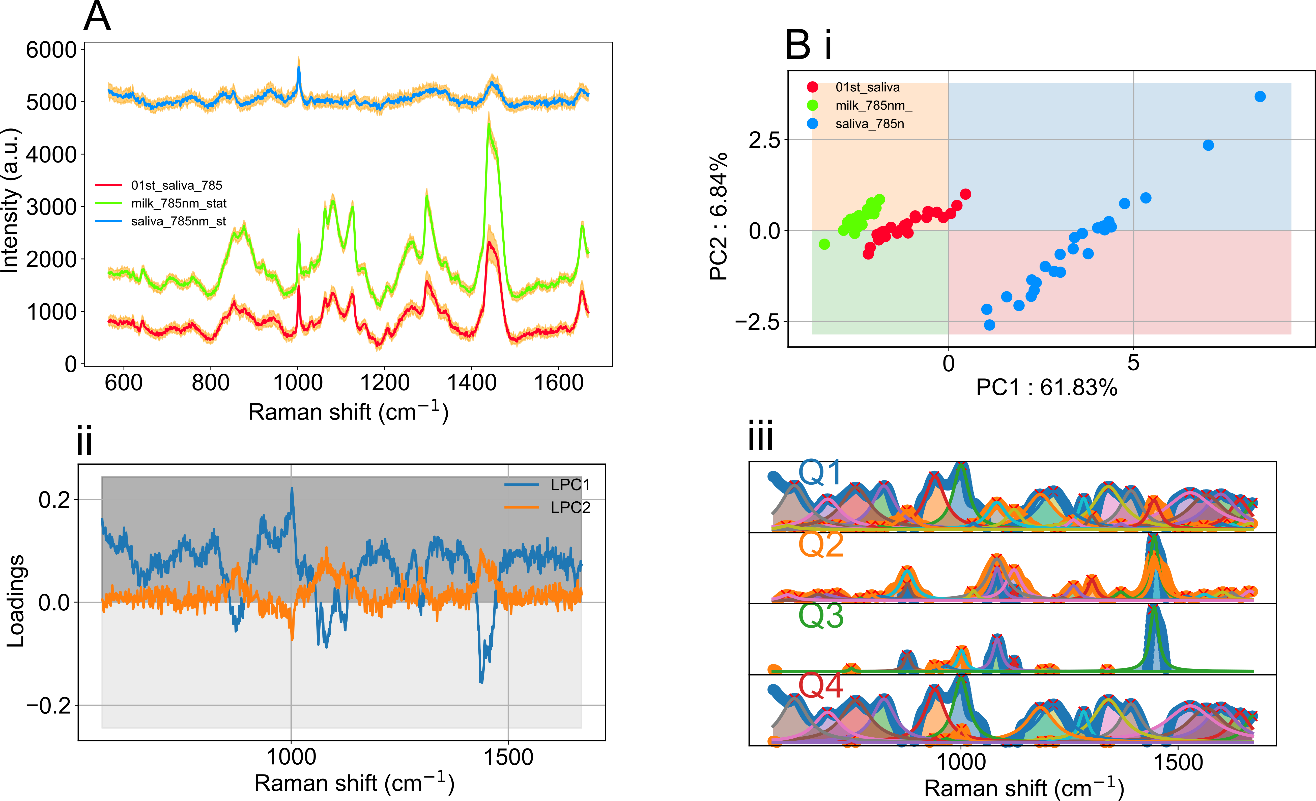 A
6000
5000
4000
3000
2000
1000
0
Intensity (a.u.)
01st_saliva_785
milk_785nm_stat
saliva_785nm_st
600 800 1000 1200 1400 1600
Raman shift (cm⁻¹)
B i
01st_saliva
milk_785nm_
saliva_785n
2.5
0.0
−2.5
PC2 : 6.84%
0 5
PC1 : 61.83%
ii
LPC1
LPC2
0.2
0.0
−0.2
Loadings
1000 1500
Raman shift (cm⁻¹)
iii
Q1
Q2
Q3
Q4
1000 1500
Raman shift (cm⁻¹)